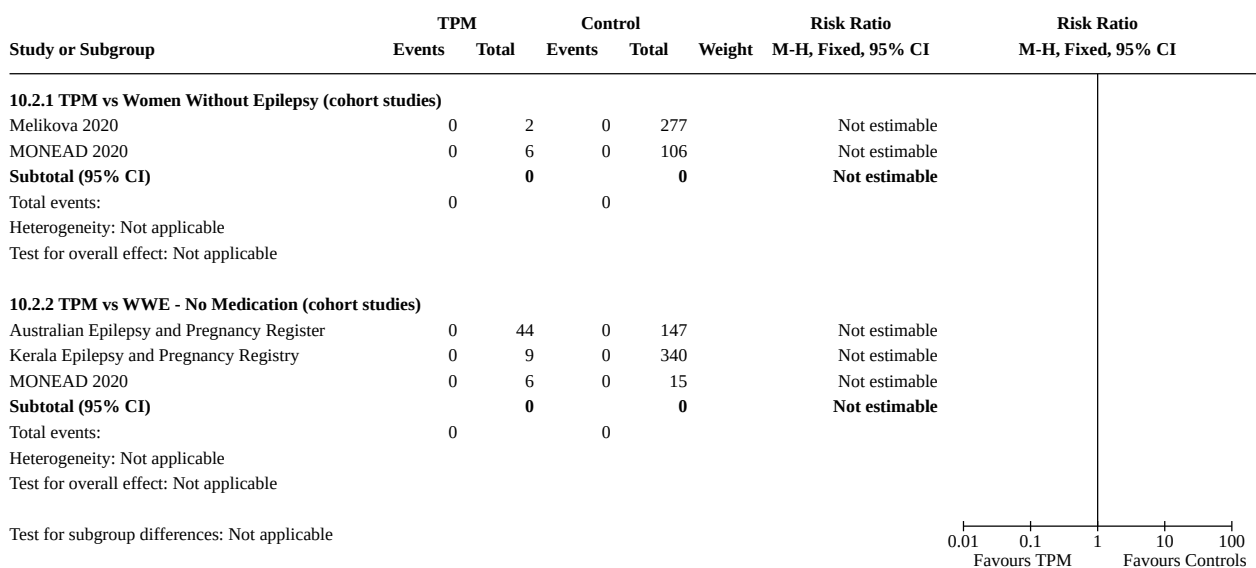 TPM Control Risk Ratio Risk Ratio
Study or Subgroup Events Total Events Total Weight M-H, Fixed, 95% CI M-H, Fixed, 95% CI
10.2.1 TPM vs Women Without Epilepsy (cohort studies)
Melikova 2020 0 2 0 277 Not estimable
MONEAD 2020 0 6 0 106 Not estimable
Subtotal (95% CI) 0 0 Not estimable
Total events: 0 0
Heterogeneity: Not applicable
Test for overall effect: Not applicable
10.2.2 TPM vs WWE - No Medication (cohort studies)
Australian Epilepsy and Pregnancy Register 0 44 0 147 Not estimable
Kerala Epilepsy and Pregnancy Registry 0 9 0 340 Not estimable
MONEAD 2020 0 6 0 15 Not estimable
Subtotal (95% CI) 0 0 Not estimable
Total events: 0 0
Heterogeneity: Not applicable
Test for overall effect: Not applicable
Test for subgroup differences: Not applicable
0.01 0.1 1 10 100
Favours TPM Favours Controls